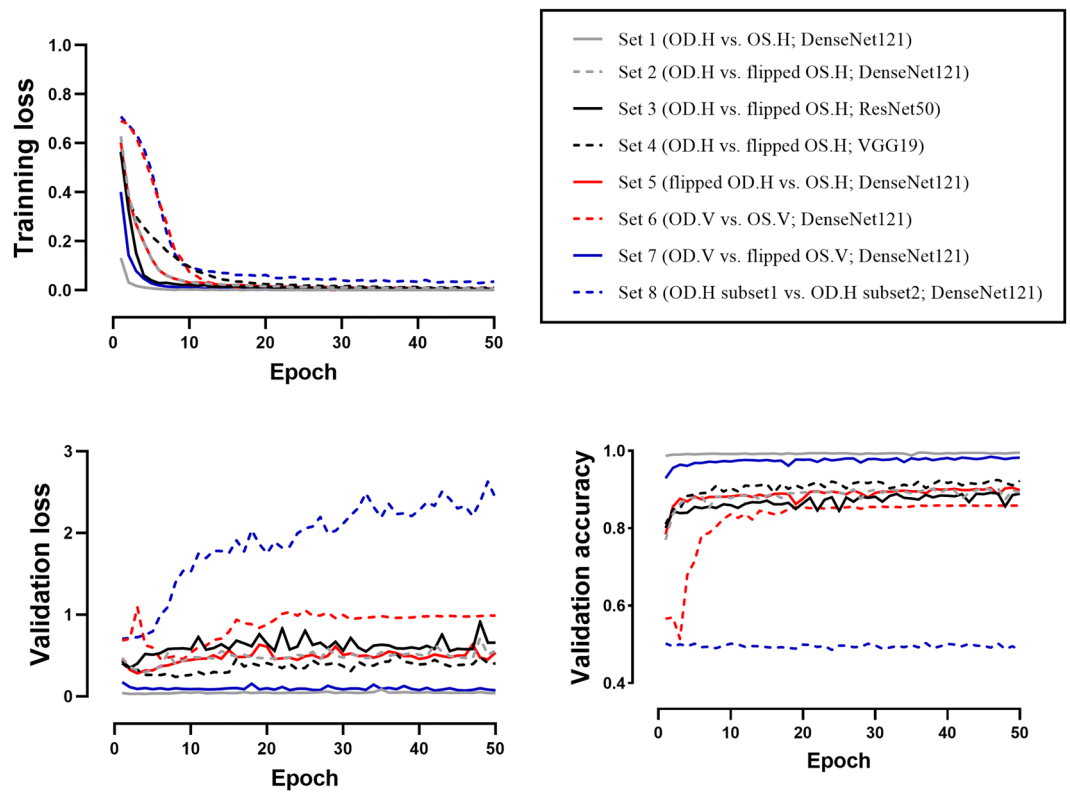 Trainning loss
1.0
0.8
0.6
0.4
0.2
0.0
0 10 20 30 40 50
Epoch
Set 1 (OD.H vs. OS.H; DenseNet121)
Set 2 (OD.H vs. flipped OS.H; DenseNet121)
Set 3 (OD.H vs. flipped OS.H; ResNet50)
Set 4 (OD.H vs. flipped OS.H; VGG19)
Set 5 (flipped OD.H vs. OS.H; DenseNet121)
Set 6 (OD.V vs. OS.V; DenseNet121)
Set 7 (OD.V vs. flipped OS.V; DenseNet121)
Set 8 (OD.H subset1 vs. OD.H subset2; DenseNet121)
Validation loss
3
2
1
0
0 10 20 30 40 50
Epoch
Validation accuracy
1.0
0.8
0.6
0.4
0 10 20 30 40 50
Epoch